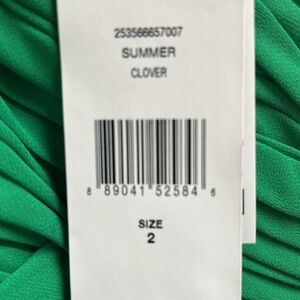 253566657007
SUMMER
CLOVER
8 89041 52584 6
SIZE
2